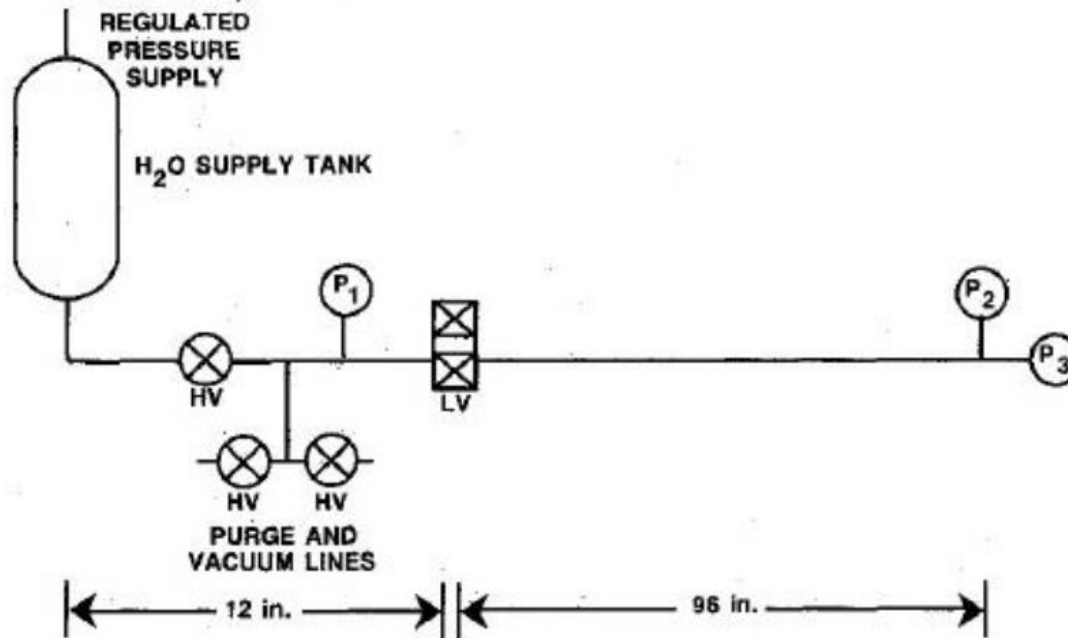 REGULATED
PRESSURE
SUPPLY
H₂O SUPPLY TANK
P₁
P₂
P₃
HV
LV
HV HV
PURGE AND
VACUUM LINES
12 in.
96 in.